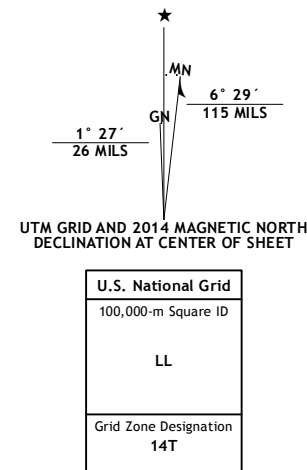 MN
GN
6° 29´
115 MILS
1° 27´
26 MILS
UTM GRID AND 2014 MAGNETIC NORTH
DECLINATION AT CENTER OF SHEET
U.S. National Grid
100,000-m Square ID
LL
Grid Zone Designation
14T